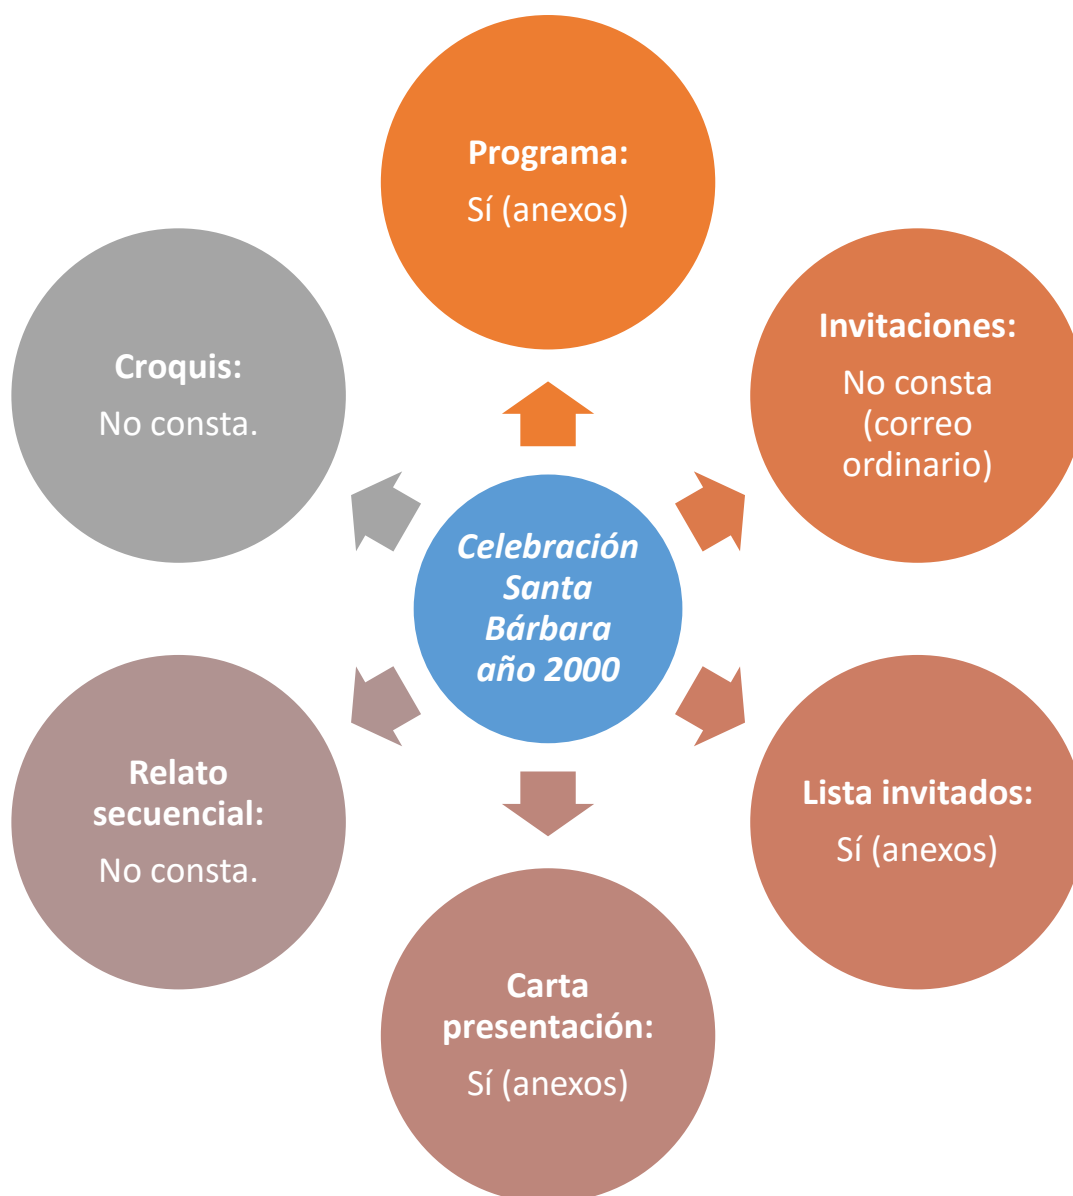 Programa:
Sí (anexos)
Invitaciones:
No consta
(correo
ordinario)
Lista invitados:
Sí (anexos)
Carta
presentación:
Sí (anexos)
Relato
secuencial:
No consta.
Croquis:
No consta.
Celebración
Santa
Bárbara
año 2000